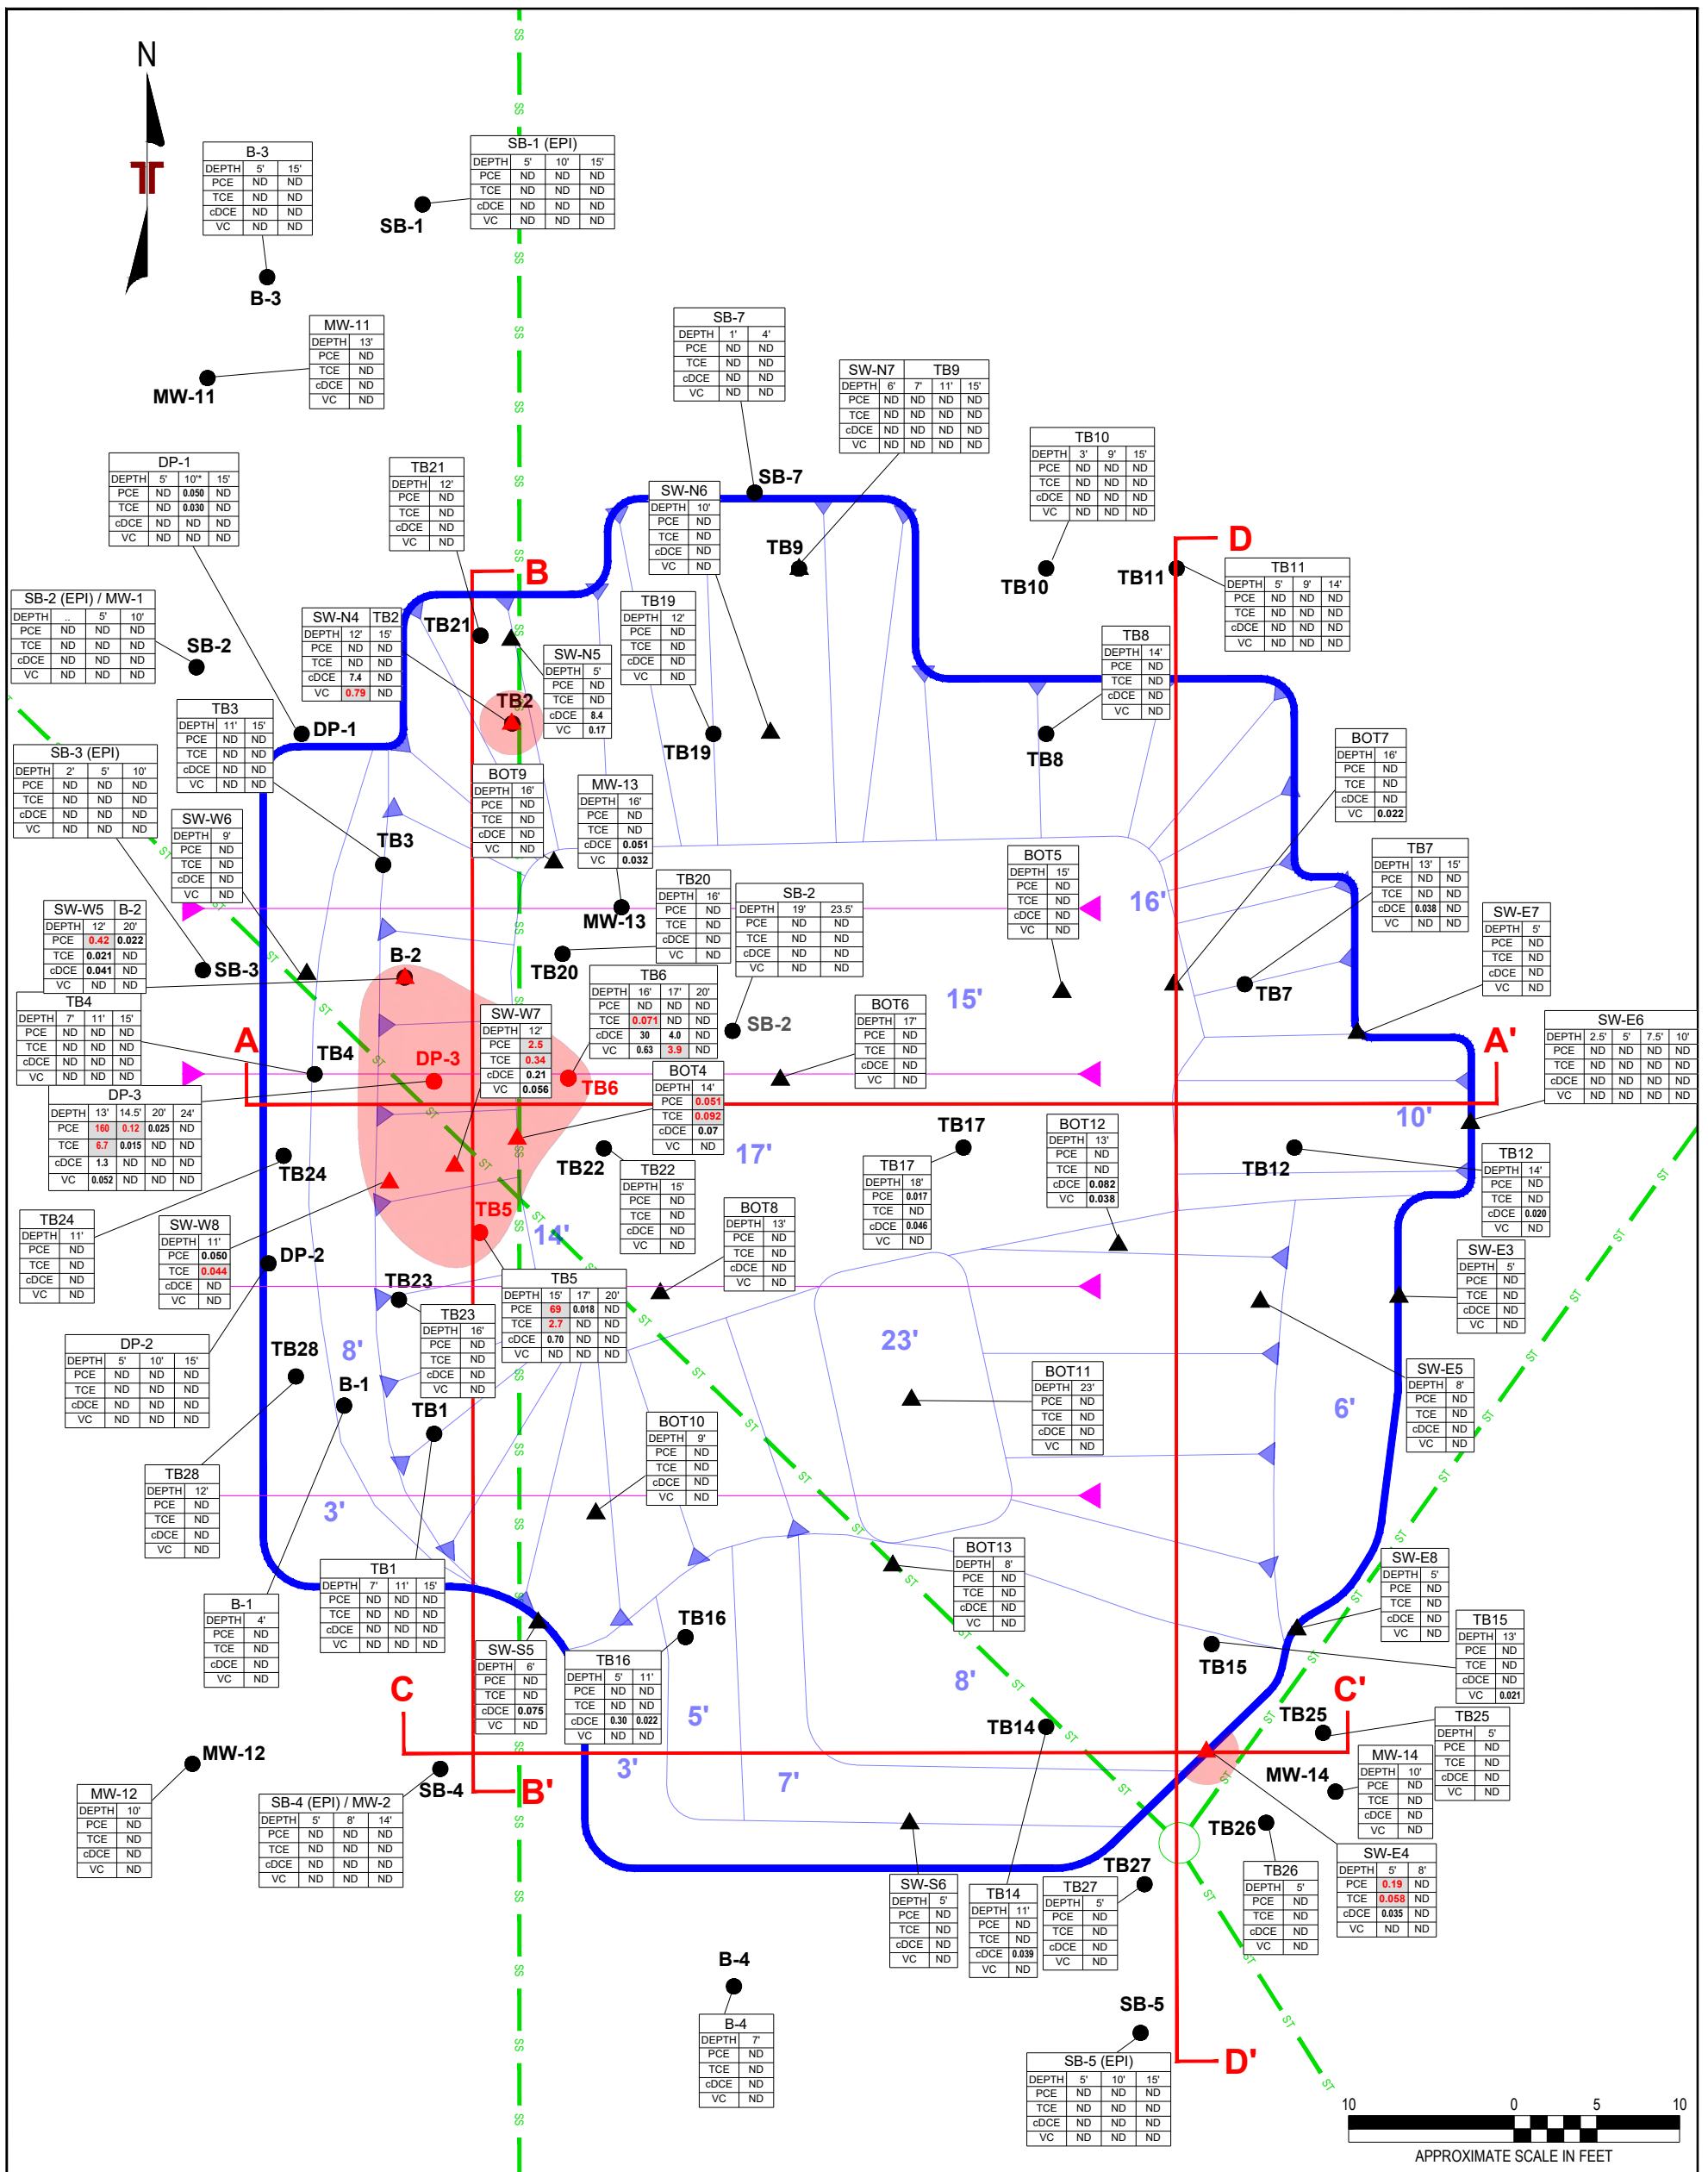 N
B-3
DEPTH 5' 15'
PCE ND ND
TCE ND ND
cDCE ND ND
VC ND ND
B-3
SB-1 (EPI)
DEPTH 5' 10' 15'
PCE ND ND ND
TCE ND ND ND
cDCE ND ND ND
VC ND ND ND
SB-1
MW-11
DEPTH 13'
PCE ND
TCE ND
cDCE ND
VC ND
MW-11
SB-7
DEPTH 1' 4'
PCE ND ND
TCE ND ND
cDCE ND ND
VC ND ND
SB-7
SW-N7 TB9
DEPTH 6' 7' 11' 15'
PCE ND ND ND ND
TCE ND ND ND ND
cDCE ND ND ND ND
VC ND ND ND ND
TB9
TB10
DEPTH 3' 9' 15'
PCE ND ND ND
TCE ND ND ND
cDCE ND ND ND
VC ND ND ND
TB10
DP-1
DEPTH 5' 10'* 15'
PCE ND 0.050 ND
TCE ND 0.030 ND
cDCE ND ND ND
VC ND ND ND
DP-1
TB21
DEPTH 12'
PCE ND
TCE ND
cDCE ND
VC ND
TB21
SW-N6
DEPTH 10'
PCE ND
TCE ND
cDCE ND
VC ND
D
TB11
TB11
DEPTH 5' 9' 14'
PCE ND ND ND
TCE ND ND ND
cDCE ND ND ND
VC ND ND ND
B
SB-2 (EPI) / MW-1
DEPTH .. 5' 10'
PCE ND ND ND
TCE ND ND ND
cDCE ND ND ND
VC ND ND ND
SB-2
SW-N4 TB2
DEPTH 12' 15'
PCE ND ND
TCE ND ND
cDCE 7.4 ND
VC 0.79 ND
TB2
SW-N5
DEPTH 5'
PCE ND
TCE ND
cDCE 8.4
VC 0.17
TB19
DEPTH 12'
PCE ND
TCE ND
cDCE ND
VC ND
TB19
TB8
DEPTH 14'
PCE ND
TCE ND
cDCE ND
VC ND
TB8
TB3
DEPTH 11' 15'
PCE ND ND
TCE ND ND
cDCE ND ND
VC ND ND
TB3
SB-3 (EPI)
DEPTH 2' 5' 10'
PCE ND ND ND
TCE ND ND ND
cDCE ND ND ND
VC ND ND ND
SB-3
BOT9
DEPTH 16'
PCE ND
TCE ND
cDCE ND
VC ND
MW-13
DEPTH 16'
PCE ND
TCE ND
cDCE 0.051
VC 0.032
MW-13
BOT7
DEPTH 16'
PCE ND
TCE ND
cDCE ND
VC 0.022
SW-W6
DEPTH 9'
PCE ND
TCE ND
cDCE ND
VC ND
BOT5
DEPTH 15'
PCE ND
TCE ND
cDCE ND
VC ND
16'
TB7
DEPTH 13' 15'
PCE ND ND
TCE ND ND
cDCE 0.038 ND
VC ND ND
TB7
TB20
DEPTH 16'
PCE ND
TCE ND
cDCE ND
VC ND
TB20
SB-2
DEPTH 19' 23.5'
PCE ND ND
TCE ND ND
cDCE ND ND
VC ND ND
SB-2
SW-W5 B-2
DEPTH 12' 20'
PCE 0.42 0.022
TCE 0.021 ND
cDCE 0.041 ND
VC ND ND
B-2
SW-E7
DEPTH 5'
PCE ND
TCE ND
cDCE ND
VC ND
TB4
DEPTH 7' 11' 15'
PCE ND ND ND
TCE ND ND ND
cDCE ND ND ND
VC ND ND ND
TB4
A
TB6
DEPTH 16' 17' 20'
PCE ND ND ND
TCE 0.071 ND ND
cDCE 30 4.0 ND
VC 0.63 3.9 ND
TB6
15'
BOT6
DEPTH 17'
PCE ND
TCE ND
cDCE ND
VC ND
SW-W7
DEPTH 12'
PCE 2.5
TCE 0.34
cDCE 0.21
VC 0.056
A'
SW-E6
DEPTH 2.5' 5' 7.5' 10'
PCE ND ND ND ND
TCE ND ND ND ND
cDCE ND ND ND ND
VC ND ND ND ND
DP-3
DP-3
DEPTH 13' 14.5' 20' 24'
PCE 160 0.12 0.025 ND
TCE 6.7 0.015 ND ND
cDCE 1.3 ND ND ND
VC 0.052 ND ND ND
BOT4
DEPTH 14'
PCE 0.051
TCE 0.092
cDCE 0.07
VC ND
17'
10'
TB24
TB24
DEPTH 11'
PCE ND
TCE ND
cDCE ND
VC ND
TB22
TB22
DEPTH 15'
PCE ND
TCE ND
cDCE ND
VC ND
TB17
TB17
DEPTH 18'
PCE 0.017
TCE ND
cDCE 0.046
VC ND
BOT12
DEPTH 13'
PCE ND
TCE ND
cDCE 0.082
VC 0.038
TB12
TB12
DEPTH 14'
PCE ND
TCE ND
cDCE 0.020
VC ND
SW-W8
DEPTH 11'
PCE 0.050
TCE 0.044
cDCE ND
VC ND
TB5
14'
BOT8
DEPTH 13'
PCE ND
TCE ND
cDCE ND
VC ND
SW-E3
DEPTH 5'
PCE ND
TCE ND
cDCE ND
VC ND
DP-2
DP-2
DEPTH 5' 10' 15'
PCE ND ND ND
TCE ND ND ND
cDCE ND ND ND
VC ND ND ND
TB23
TB23
DEPTH 16'
PCE ND
TCE ND
cDCE ND
VC ND
TB5
DEPTH 15' 17' 20'
PCE 69 0.018 ND
TCE 2.7 ND ND
cDCE 0.70 ND ND
VC ND ND ND
8'
23'
TB28
B-1
TB1
BOT11
DEPTH 23'
PCE ND
TCE ND
cDCE ND
VC ND
6'
SW-E5
DEPTH 8'
PCE ND
TCE ND
cDCE ND
VC ND
BOT10
DEPTH 9'
PCE ND
TCE ND
cDCE ND
VC ND
TB28
DEPTH 12'
PCE ND
TCE ND
cDCE ND
VC ND
3'
BOT13
DEPTH 8'
PCE ND
TCE ND
cDCE ND
VC ND
SW-E8
DEPTH 5'
PCE ND
TCE ND
cDCE ND
VC ND
TB1
DEPTH 7' 11' 15'
PCE ND ND ND
TCE ND ND ND
cDCE ND ND ND
VC ND ND ND
B-1
DEPTH 4'
PCE ND
TCE ND
cDCE ND
VC ND
TB16
TB16
DEPTH 5' 11'
PCE ND ND
TCE ND ND
cDCE 0.30 0.022
VC ND ND
SW-S5
DEPTH 6'
PCE ND
TCE ND
cDCE 0.075
VC ND
TB15
TB15
DEPTH 13'
PCE ND
TCE ND
cDCE ND
VC 0.021
C
8'
C'
5'
TB14
TB25
TB25
DEPTH 5'
PCE ND
TCE ND
cDCE ND
VC ND
MW-12
MW-12
DEPTH 10'
PCE ND
TCE ND
cDCE ND
VC ND
SB-4
SB-4 (EPI) / MW-2
DEPTH 5' 8' 14'
PCE ND ND ND
TCE ND ND ND
cDCE ND ND ND
VC ND ND ND
B'
3'
7'
MW-14
MW-14
DEPTH 10'
PCE ND
TCE ND
cDCE ND
VC ND
TB26
TB26
DEPTH 5'
PCE ND
TCE ND
cDCE ND
VC ND
SW-E4
DEPTH 5' 8'
PCE 0.19 ND
TCE 0.058 ND
cDCE 0.035 ND
VC ND ND
TB27
TB27
DEPTH 5'
PCE ND
TCE ND
cDCE ND
VC ND
SW-S6
DEPTH 5'
PCE ND
TCE ND
cDCE ND
VC ND
TB14
DEPTH 11'
PCE ND
TCE ND
cDCE 0.039
VC ND
B-4
B-4
DEPTH 7'
PCE ND
TCE ND
cDCE ND
VC ND
SB-5
SB-5 (EPI)
DEPTH 5' 10' 15'
PCE ND ND ND
TCE ND ND ND
cDCE ND ND ND
VC ND ND ND
D'
SS
ST
10 0 5 10
APPROXIMATE SCALE IN FEET